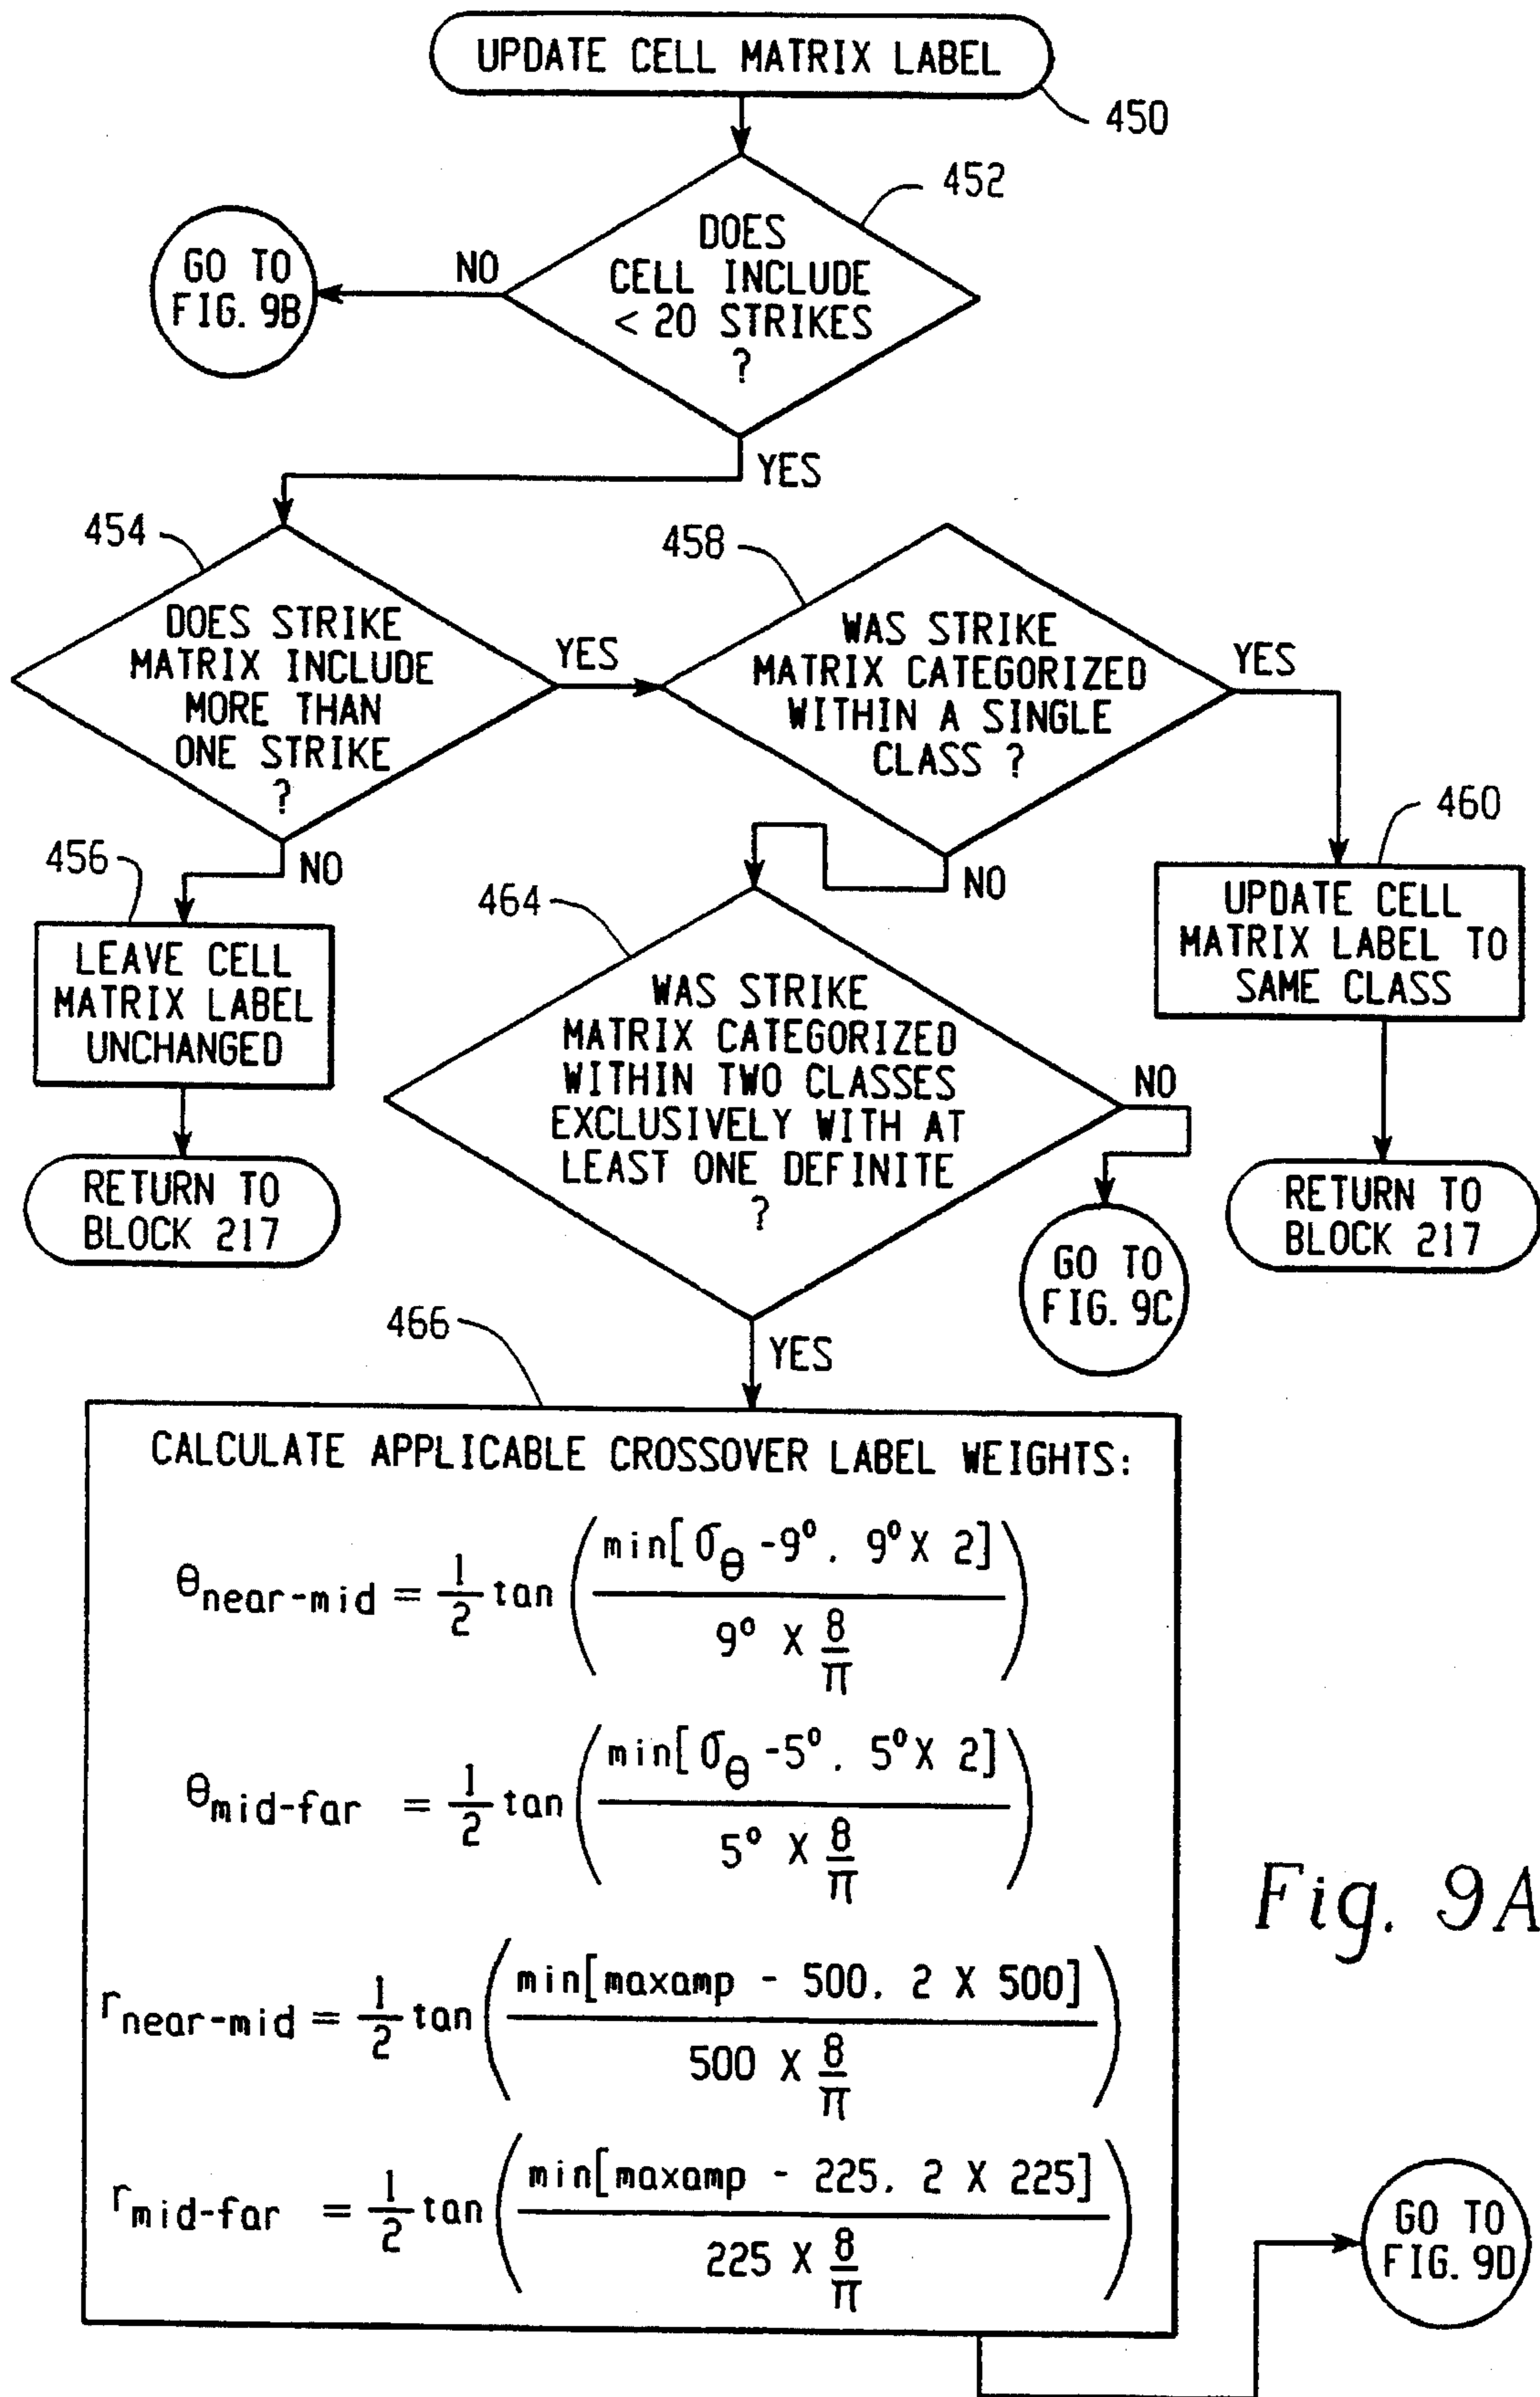 UPDATE CELL MATRIX LABEL
450
452
DOES
CELL INCLUDE
< 20 STRIKES
?
NO
GO TO
FIG. 9B
YES
454
DOES STRIKE
MATRIX INCLUDE
MORE THAN
ONE STRIKE
?
YES
458
WAS STRIKE
MATRIX CATEGORIZED
WITHIN A SINGLE
CLASS ?
YES
460
UPDATE CELL
MATRIX LABEL TO
SAME CLASS
RETURN TO
BLOCK 217
NO
456
LEAVE CELL
MATRIX LABEL
UNCHANGED
RETURN TO
BLOCK 217
NO
464
WAS STRIKE
MATRIX CATEGORIZED
WITHIN TWO CLASSES
EXCLUSIVELY WITH AT
LEAST ONE DEFINITE
?
NO
GO TO
FIG. 9C
YES
466
CALCULATE APPLICABLE CROSSOVER LABEL WEIGHTS:
θnear-mid = 1/2 tan ( min[ σθ -9º. 9º X 2] / 9º X 8/π )
θmid-far = 1/2 tan ( min[ σθ -5º. 5º X 2] / 5º X 8/π )
rnear-mid = 1/2 tan ( min[maxamp - 500. 2 X 500] / 500 X 8/π )
rmid-far = 1/2 tan ( min[maxamp - 225. 2 X 225] / 225 X 8/π )
Fig. 9A
GO TO
FIG. 9D